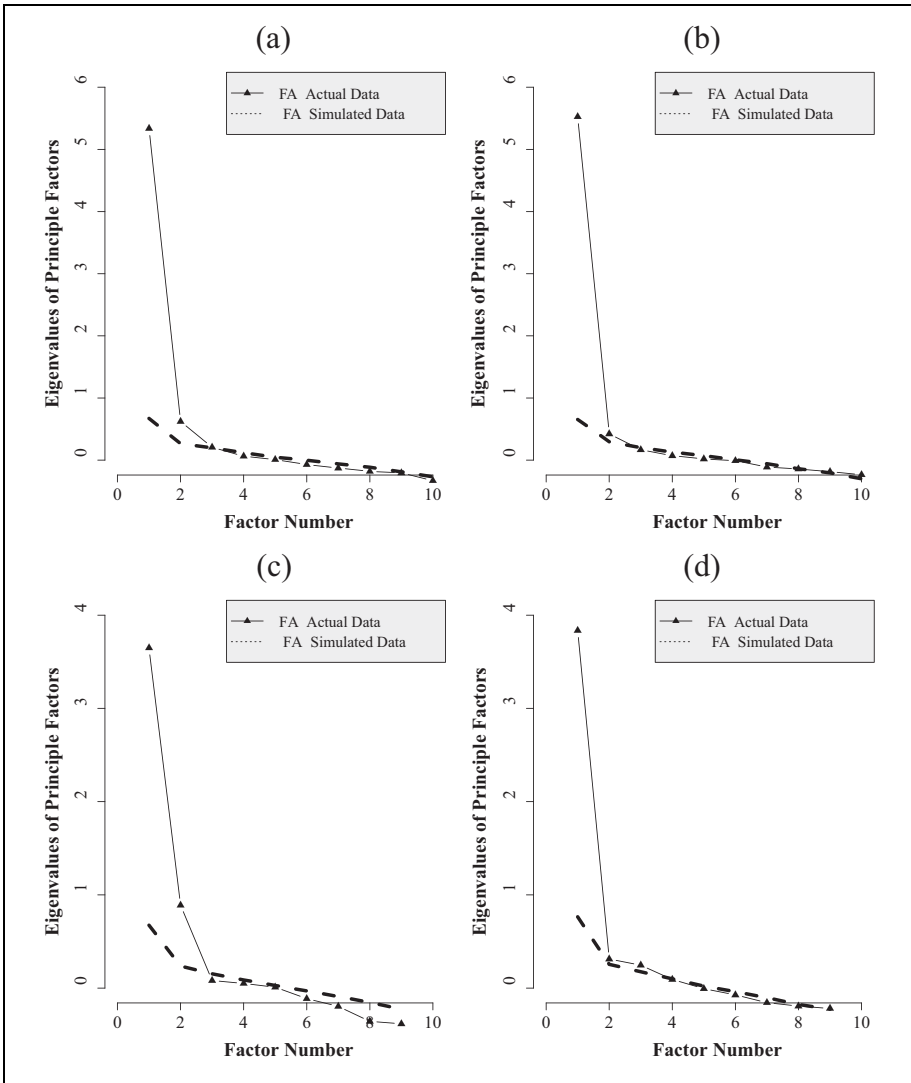 (a)
FA Actual Data
FA Simulated Data
Eigenvalues of Principle Factors
6
5
4
3
2
1
0
0 2 4 6 8 10
Factor Number
(b)
FA Actual Data
FA Simulated Data
Eigenvalues of Principle Factors
6
5
4
3
2
1
0
0 2 4 6 8 10
Factor Number
(c)
FA Actual Data
FA Simulated Data
Eigenvalues of Principle Factors
4
3
2
1
0
0 2 4 6 8 10
Factor Number
(d)
FA Actual Data
FA Simulated Data
Eigenvalues of Principle Factors
4
3
2
1
0
0 2 4 6 8 10
Factor Number